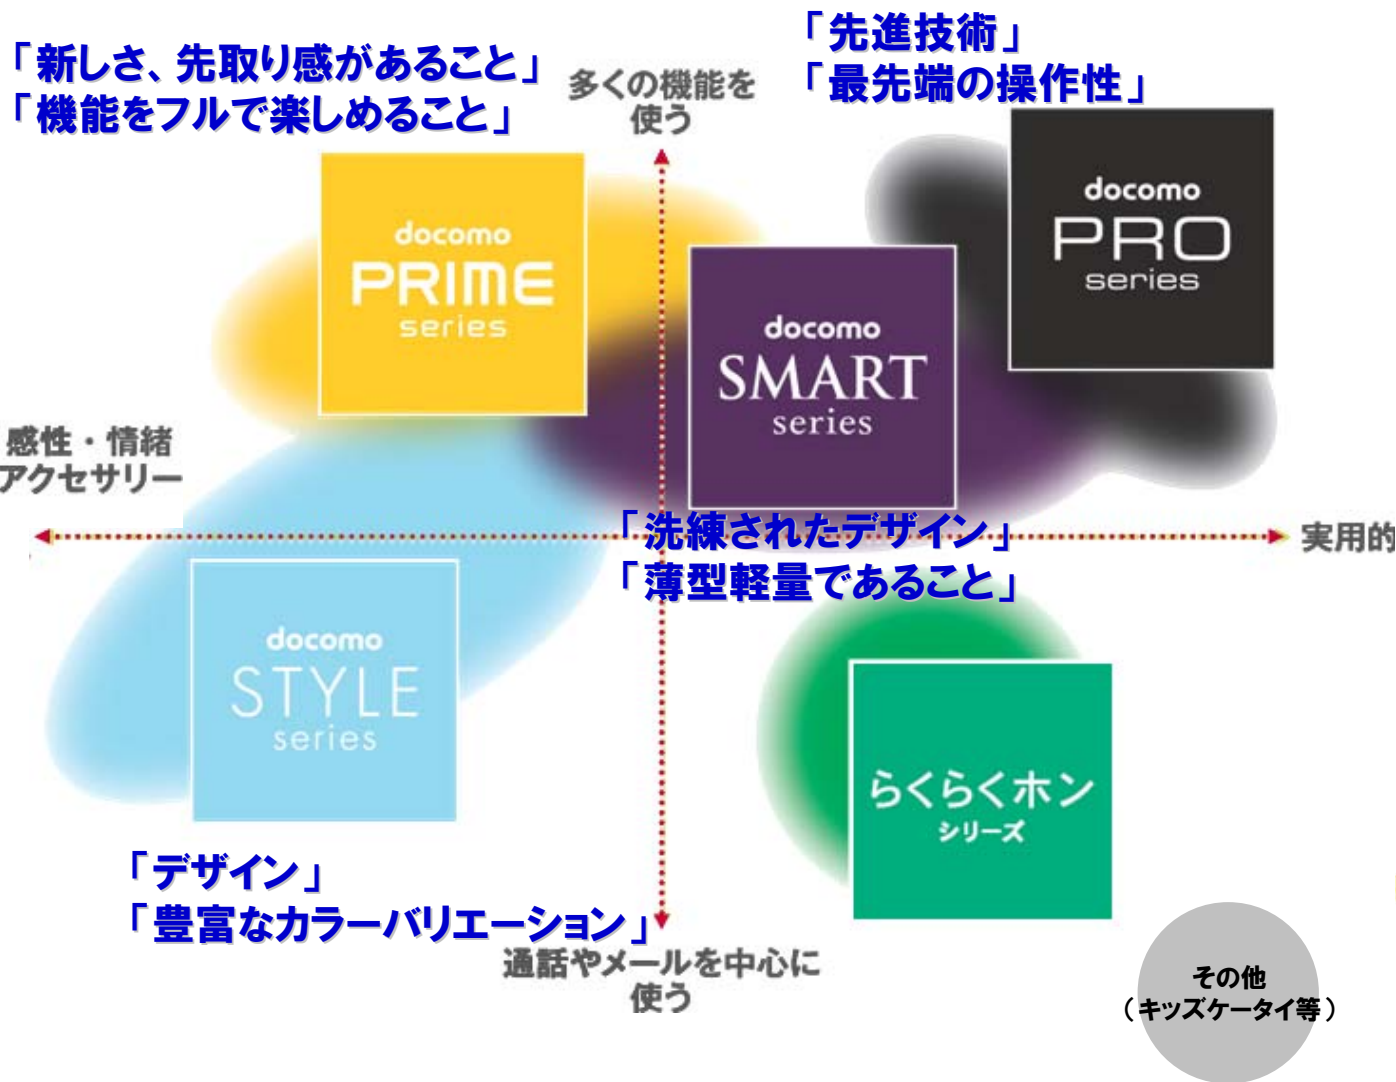 「新しさ、先取り感があること」
「機能をフルで楽しめること」
多くの機能を
使う
「先進技術」
「最先端の操作性」
docomo
PRIME
series
docomo
PRO
series
docomo
SMART
series
感性・情緒
アクセサリー
実用的
「洗練されたデザイン」
「薄型軽量であること」
docomo
STYLE
series
らくらくホン
シリーズ
「デザイン」
「豊富なカラーバリエーション」
通話やメールを中心に
使う
その他
（キッズケータイ等）